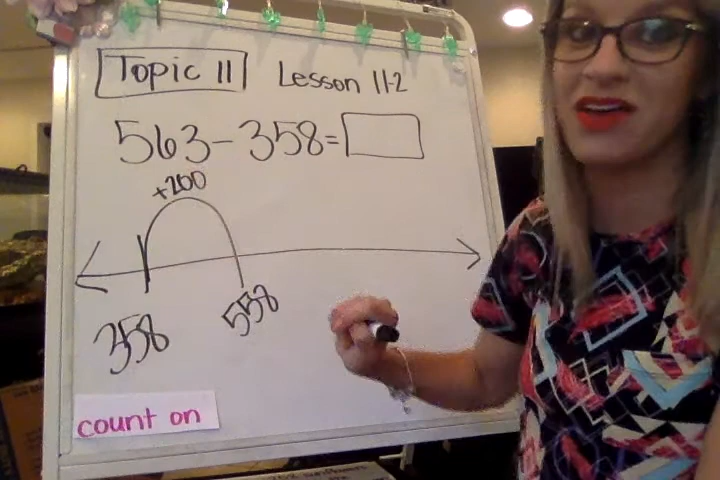 Topic 11 Lesson 11-2
563-358=
+200
358 558
count on